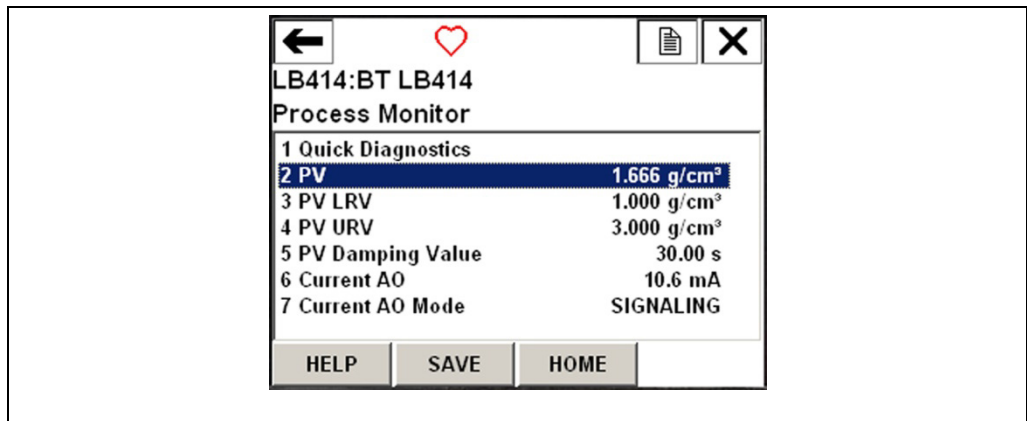 LB414:BT LB414
Process Monitor
1 Quick Diagnostics
2 PV 1.666 g/cm³
3 PV LRV 1.000 g/cm³
4 PV URV 3.000 g/cm³
5 PV Damping Value 30.00 s
6 Current AO 10.6 mA
7 Current AO Mode SIGNALING
HELP SAVE HOME